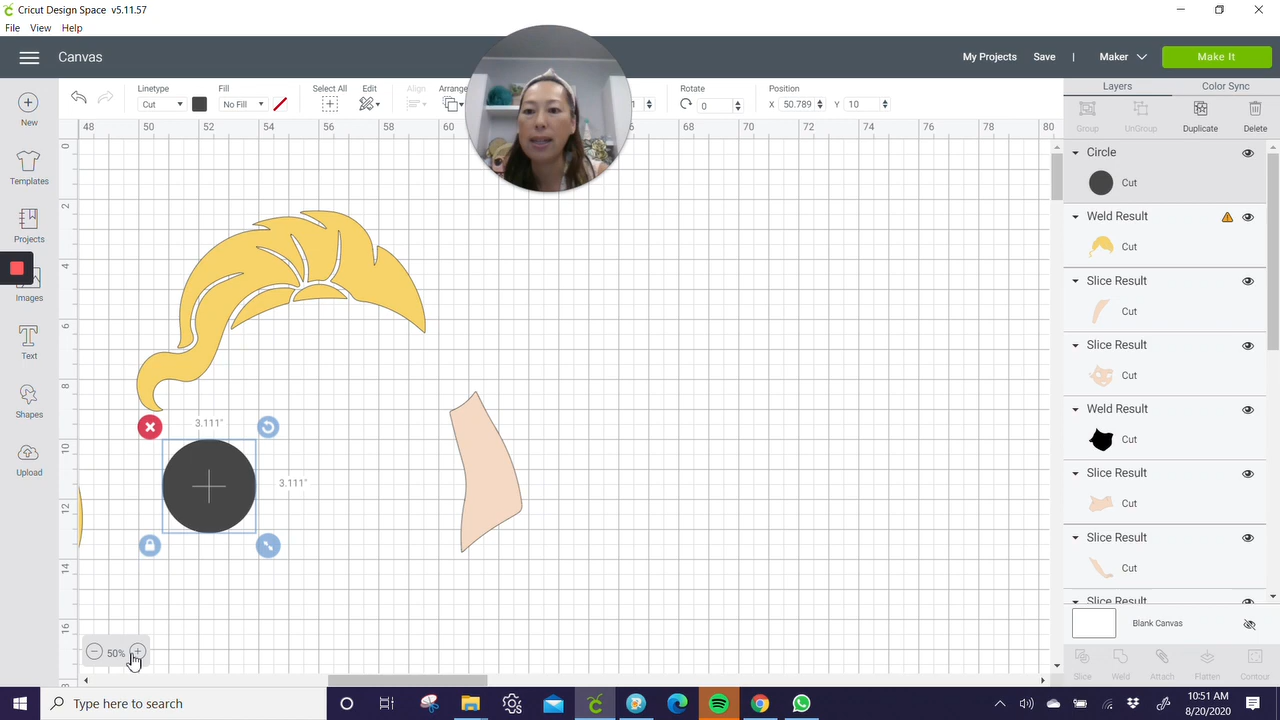 Cricut Design Space v5.11.57
File View Help
Canvas
My Projects Save | Maker Make It
Linetype Fill Select All Edit Align Arrange Rotate Position
Cut No Fill 1 0 X 50.789 Y 10
Layers Color Sync
Group UnGroup Duplicate Delete
48 50 52 54 56 58 60 66 68 70 72 74 76 78 80
0
2
4
6
8
10
12
14
16
New
Templates
Projects
Images
Text
Shapes
Upload
3.111"
3.111"
50%
Circle
Cut
Weld Result
Cut
Slice Result
Cut
Slice Result
Cut
Weld Result
Cut
Slice Result
Cut
Slice Result
Cut
Slice Result
Blank Canvas
Slice Weld Attach Flatten Contour
Type here to search
10:51 AM
8/20/2020